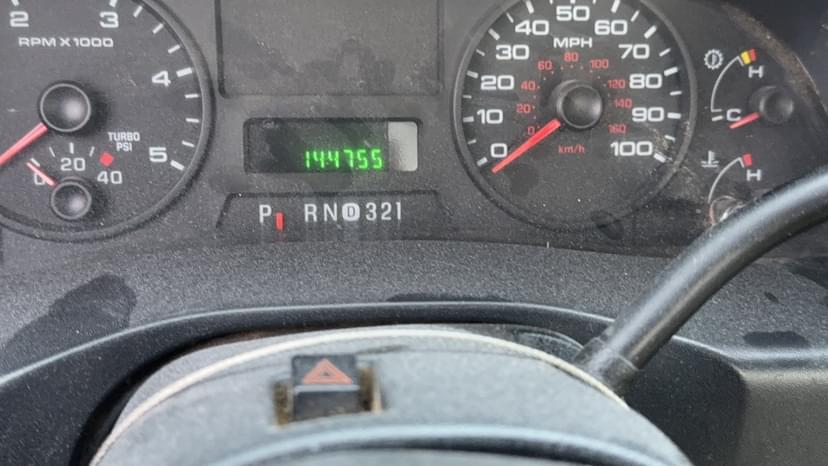 2 3
RPM X 1000
4
5
TURBO
PSI
0 20 40
144755
P R N D 3 2 1
0 10 20 30 40 50 60 70 80 90 100
MPH
0 20 40 60 80 100 120 140 160
km/h
H
C
H